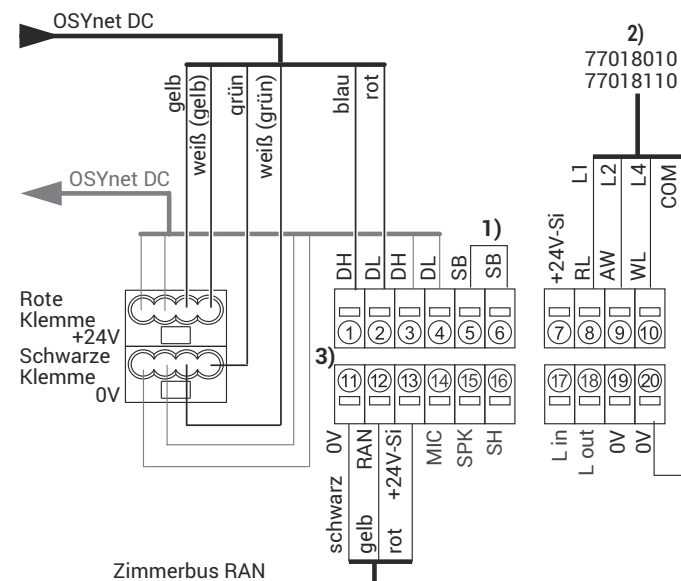 OSYnet DC
2)
77018010
77018110
gelb
weiß (gelb)
grün
weiß (grün)
blau
rot
L1
L2
L4
COM
OSYnet DC
1)
DH
DL
DH
DL
SB
SB
+24V-Si
RL
AW
WL
Rote
Klemme
+24V
Schwarze
Klemme
0V
1
2
3
4
5
6
7
8
9
10
3)
11
12
13
14
15
16
17
18
19
20
0V
RAN
+24V-Si
MIC
SPK
SH
L in
L out
0V
0V
schwarz
gelb
rot
Zimmerbus RAN